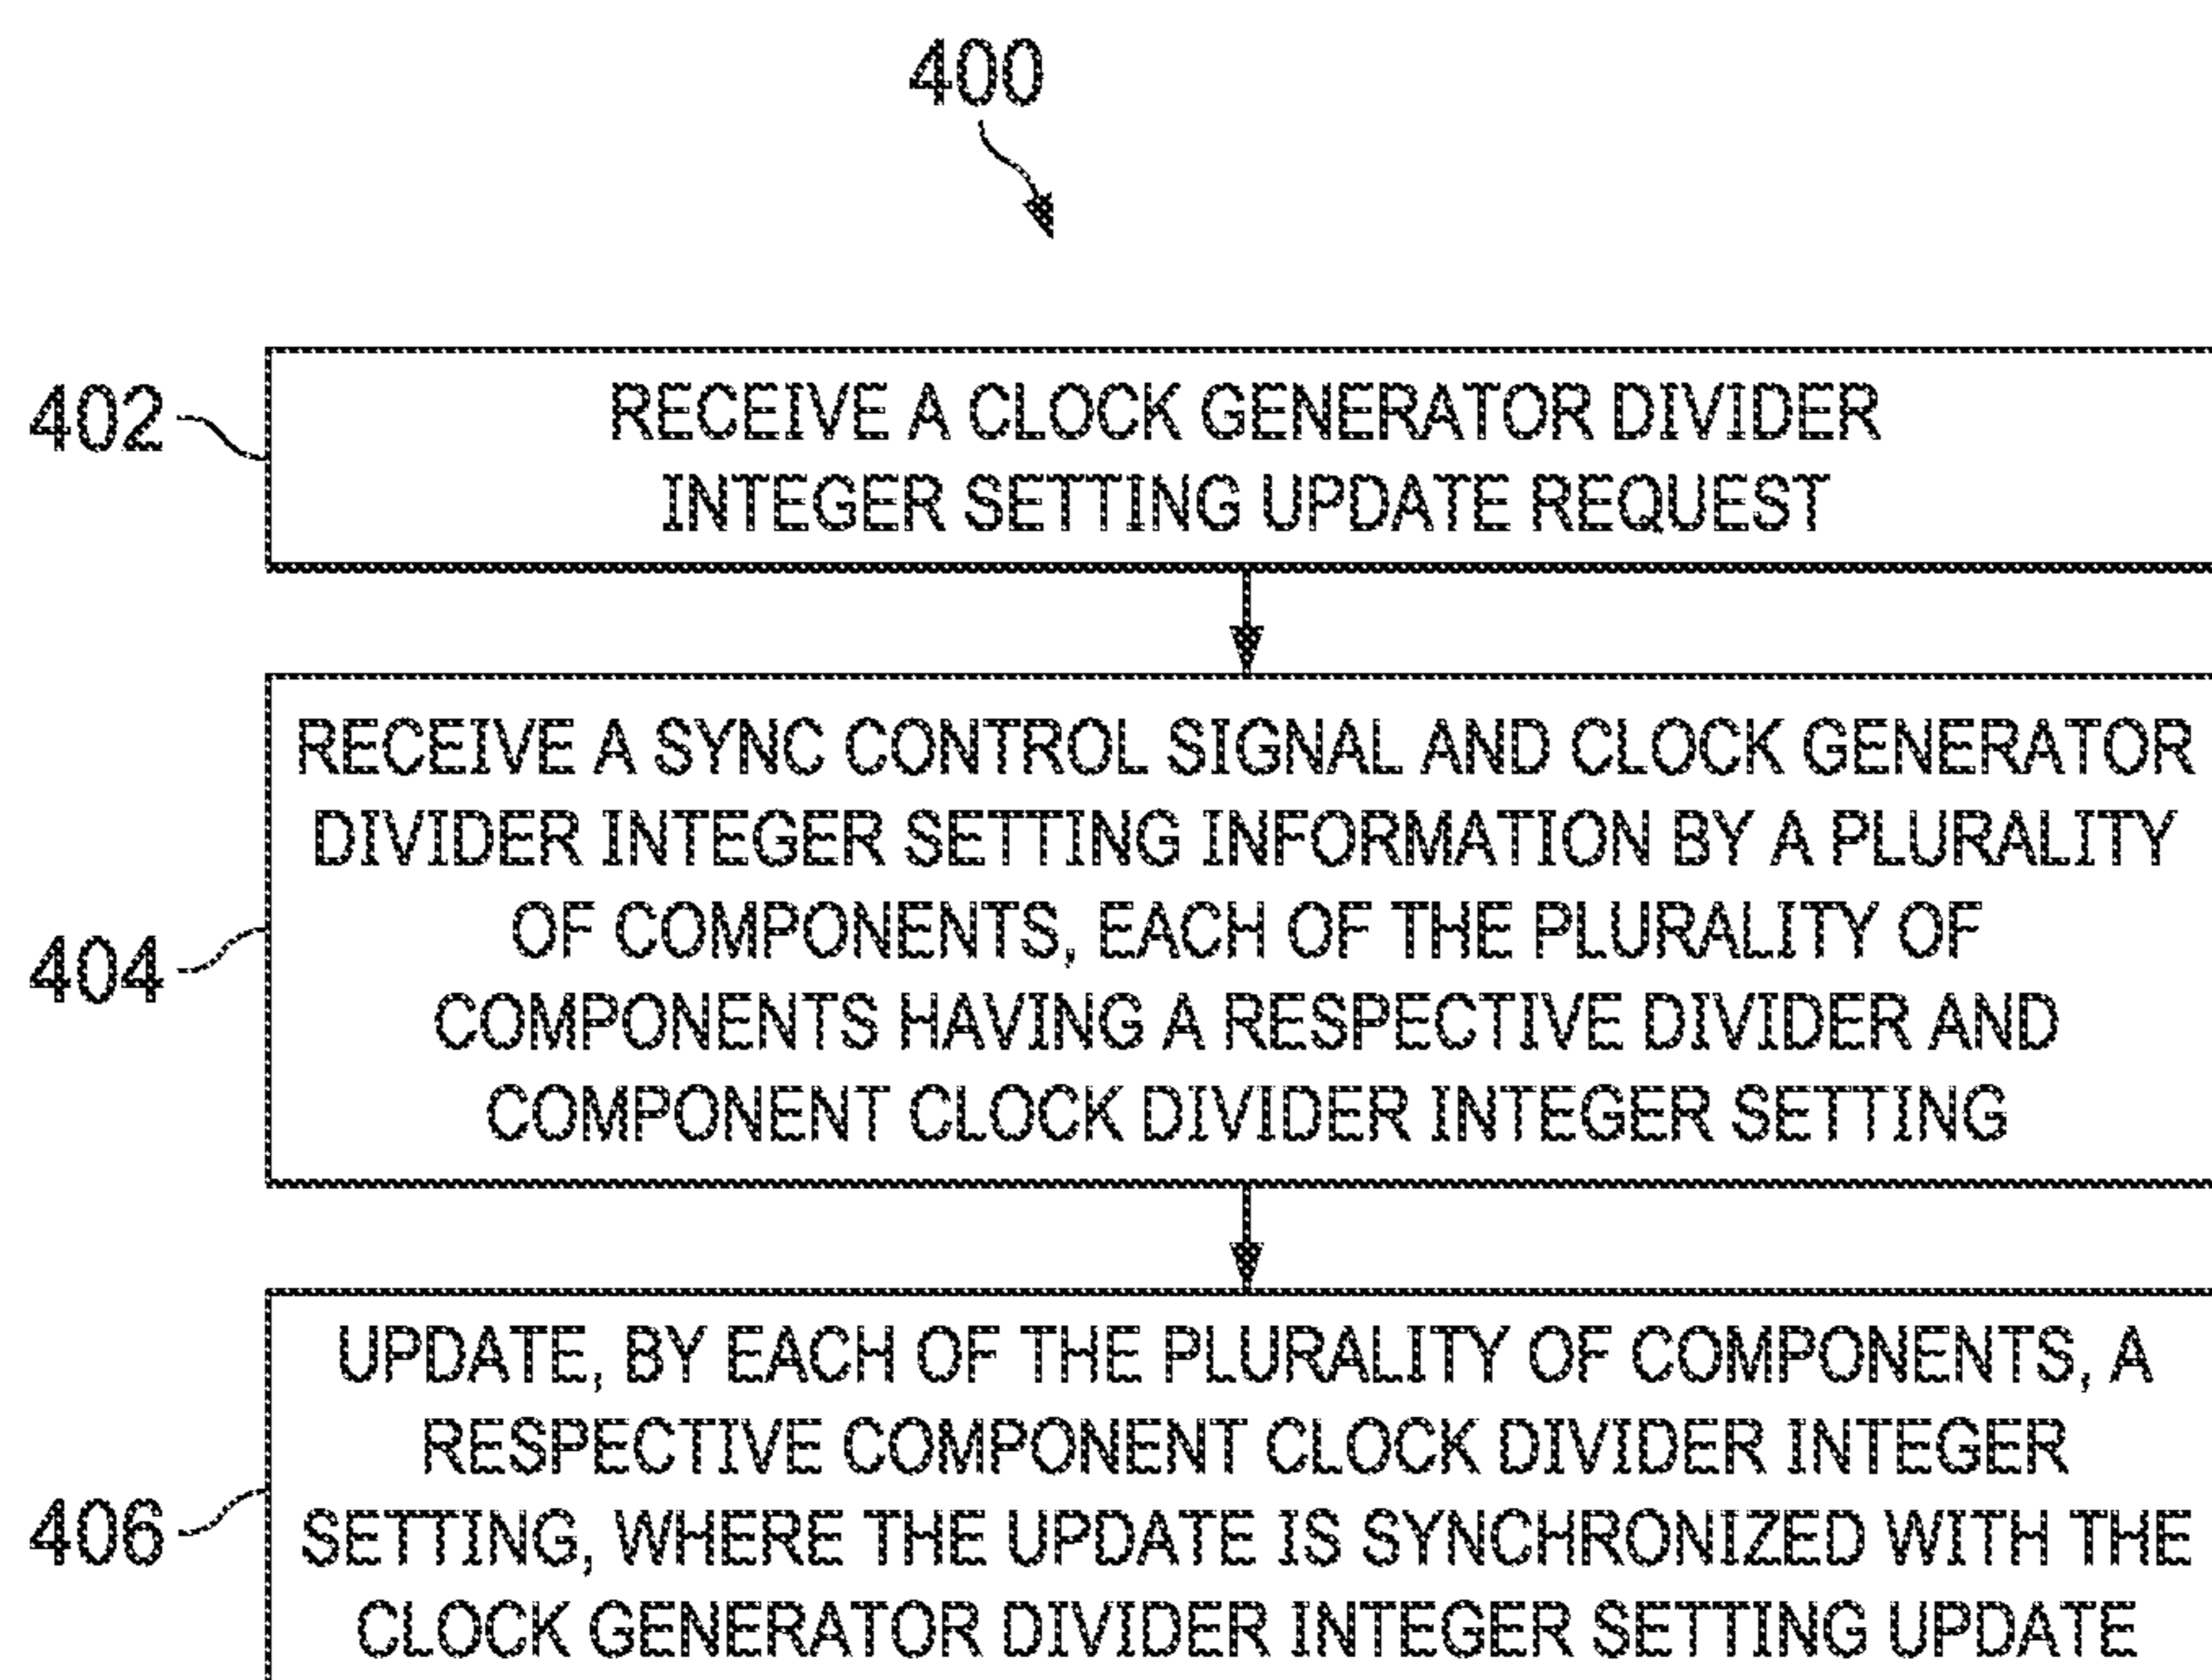 400
402
RECEIVE A CLOCK GENERATOR DIVIDER
INTEGER SETTING UPDATE REQUEST
404
RECEIVE A SYNC CONTROL SIGNAL AND CLOCK GENERATOR
DIVIDER INTEGER SETTING INFORMATION BY A PLURALITY
OF COMPONENTS, EACH OF THE PLURALITY OF
COMPONENTS HAVING A RESPECTIVE DIVIDER AND
COMPONENT CLOCK DIVIDER INTEGER SETTING
406
UPDATE, BY EACH OF THE PLURALITY OF COMPONENTS, A
RESPECTIVE COMPONENT CLOCK DIVIDER INTEGER
SETTING, WHERE THE UPDATE IS SYNCHRONIZED WITH THE
CLOCK GENERATOR DIVIDER INTEGER SETTING UPDATE